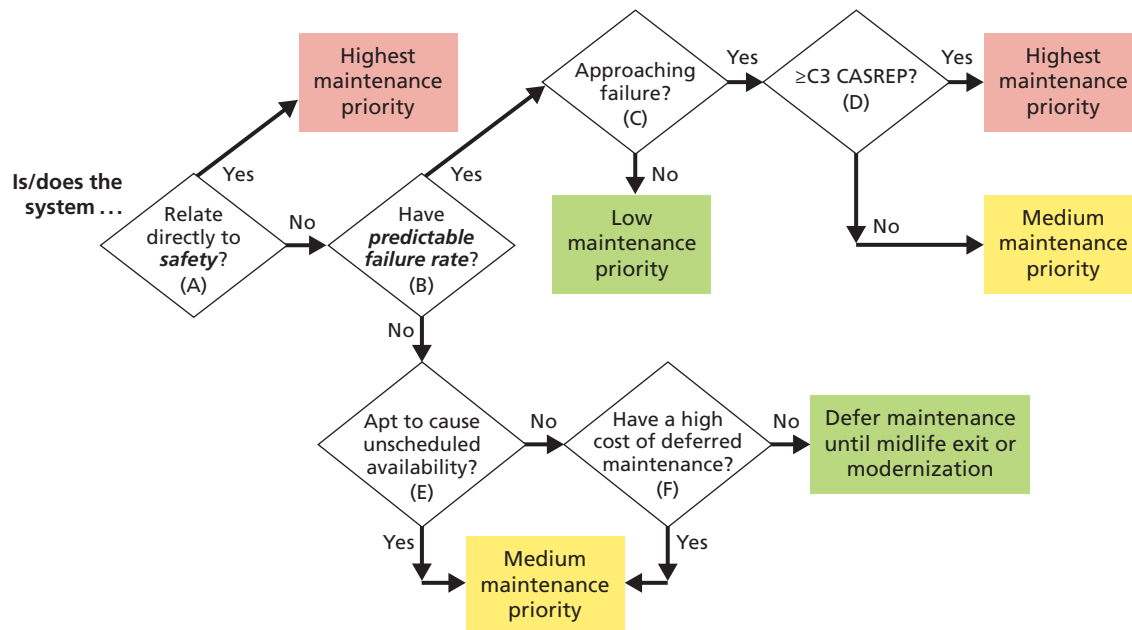 Is/does the
system ...
Relate
directly to
safety?
(A)
Yes
Highest
maintenance
priority
No
Have
predictable
failure rate?
(B)
Yes
Approaching
failure?
(C)
No
Low
maintenance
priority
Yes
≥C3 CASREP?
(D)
Yes
Highest
maintenance
priority
No
Medium
maintenance
priority
No
Apt to cause
unscheduled
availability?
(E)
No
Have a high
cost of deferred
maintenance?
(F)
No
Defer maintenance
until midlife exit or
modernization
Yes
Yes
Medium
maintenance
priority